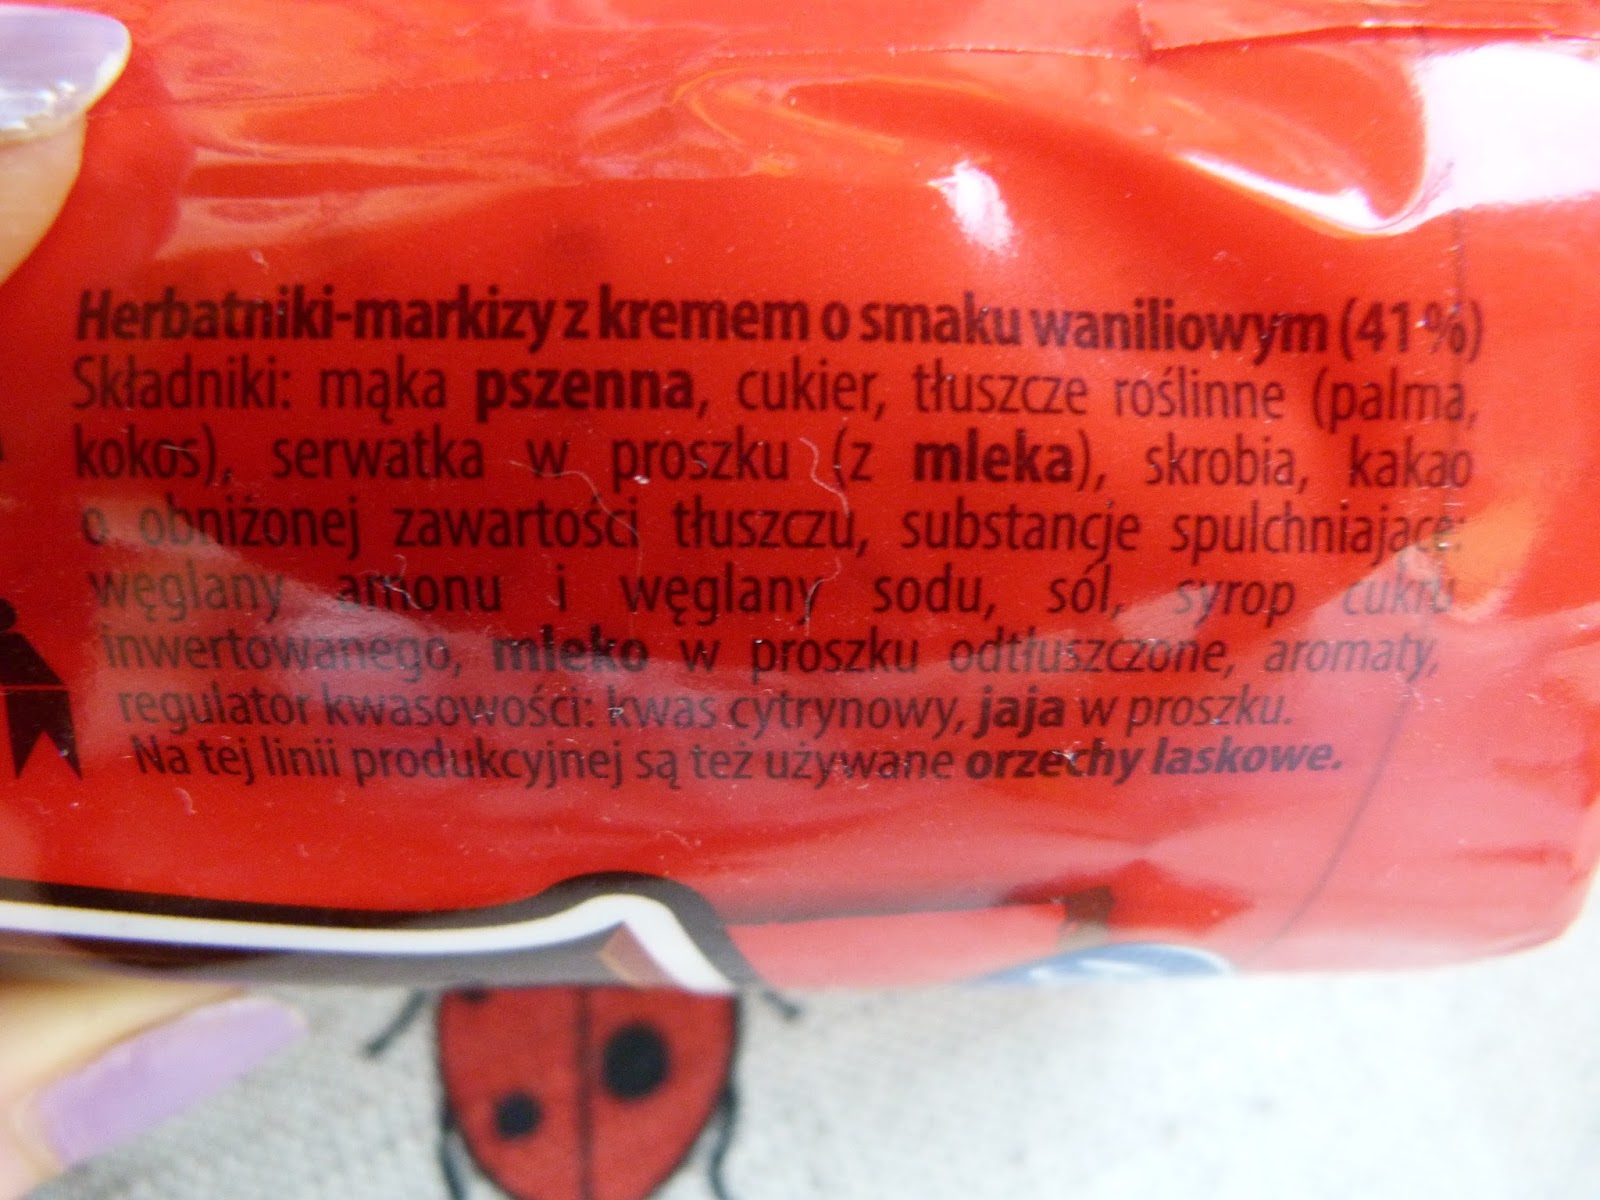 Herbatniki-markizy z kremem o smaku waniliowym (41 %)
Składniki: mąka pszenna, cukier, tłuszcze roślinne (palma,
kokos), serwatka w proszku (z mleka), skrobia, kakao
o obniżonej zawartości tłuszczu, substancje spulchniające:
węglany amonu i węglany sodu, sól, syrop cukru
inwertowanego, mleko w proszku odtłuszczone, aromaty,
regulator kwasowości: kwas cytrynowy, jaja w proszku.
Na tej linii produkcyjnej są też używane orzechy laskowe.